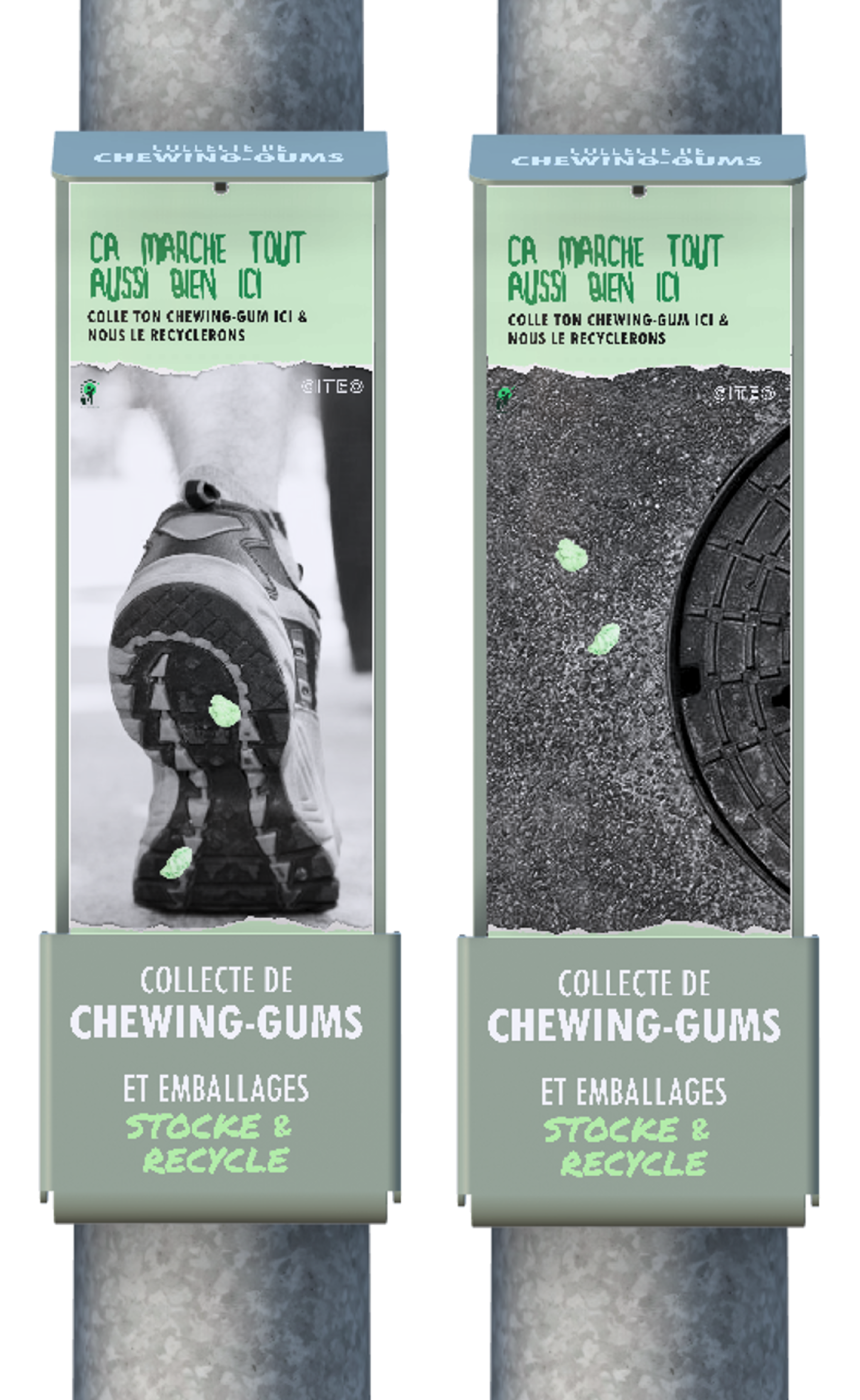 COLLECTE DE
CHEWING-GUMS
CA MARCHE TOUT
AUSSI BIEN ICI
COLLE TON CHEWING-GUM ICI &
NOUS LE RECYCLERONS
CITEO
COLLECTE DE
CHEWING-GUMS
ET EMBALLAGES
STOCKE &
RECYCLE
COLLECTE DE
CHEWING-GUMS
CA MARCHE TOUT
AUSSI BIEN ICI
COLLE TON CHEWING-GUM ICI &
NOUS LE RECYCLERONS
CITEO
COLLECTE DE
CHEWING-GUMS
ET EMBALLAGES
STOCKE &
RECYCLE